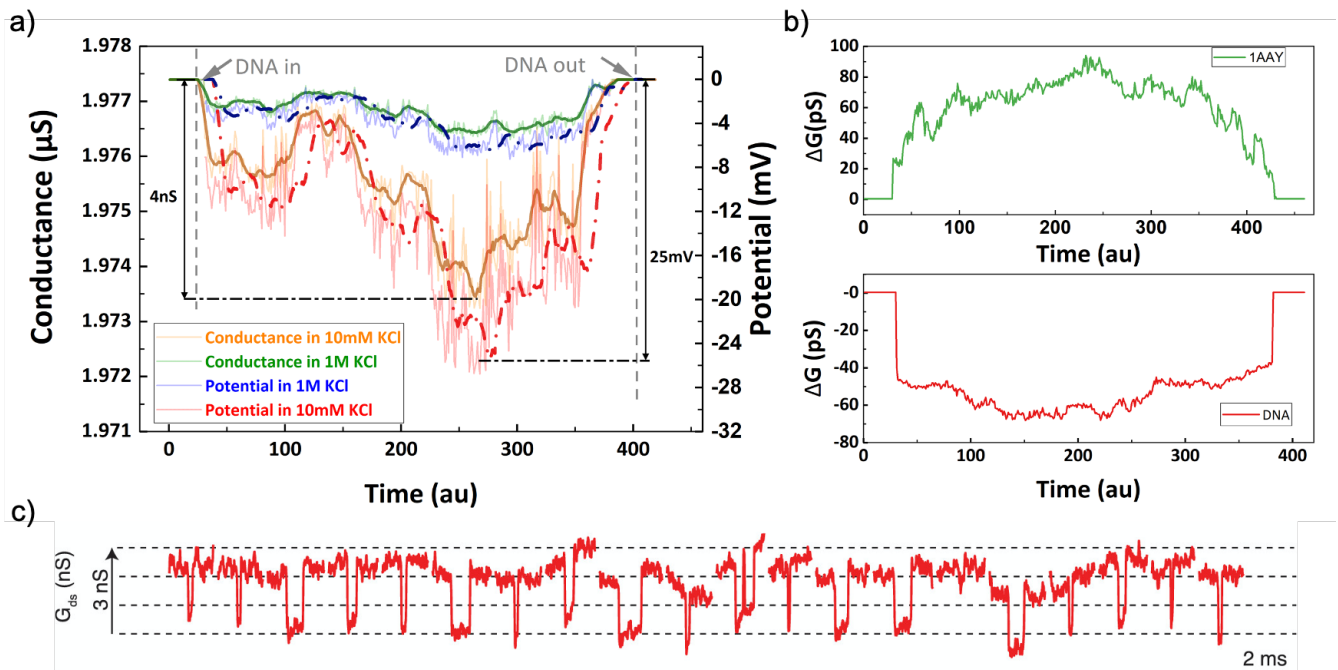 a)
DNA in
DNA out
1.978
1.977
1.976
1.975
1.974
1.973
1.972
1.971
Conductance (µS)
4nS
25mV
0
-4
-8
-12
-16
-20
-24
-28
-32
Potential (mV)
Conductance in 10mM KCl
Conductance in 1M KCl
Potential in 1M KCl
Potential in 10mM KCl
0 100 200 300 400
Time (au)
b)
100
80
60
40
20
0
ΔG(pS)
1AAY
0 100 200 300 400
Time (au)
-0
-20
-40
-60
-80
ΔG (pS)
DNA
0 100 200 300 400
Time (au)
c)
Gds (nS)
3 nS
2 ms